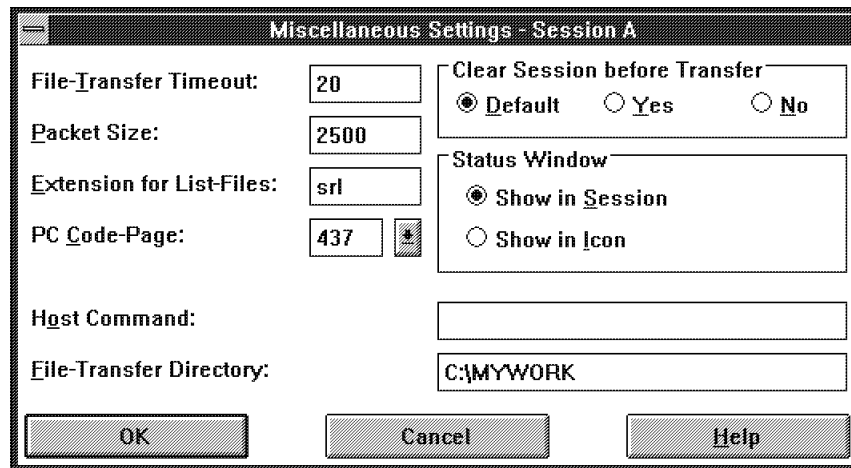 Miscellaneous Settings - Session A
File-Transfer Timeout: 20
Packet Size: 2500
Extension for List-Files: srl
PC Code-Page: 437
Clear Session before Transfer
Default Yes No
Status Window
Show in Session
Show in Icon
Host Command:
File-Transfer Directory: C:\MYWORK
OK Cancel Help